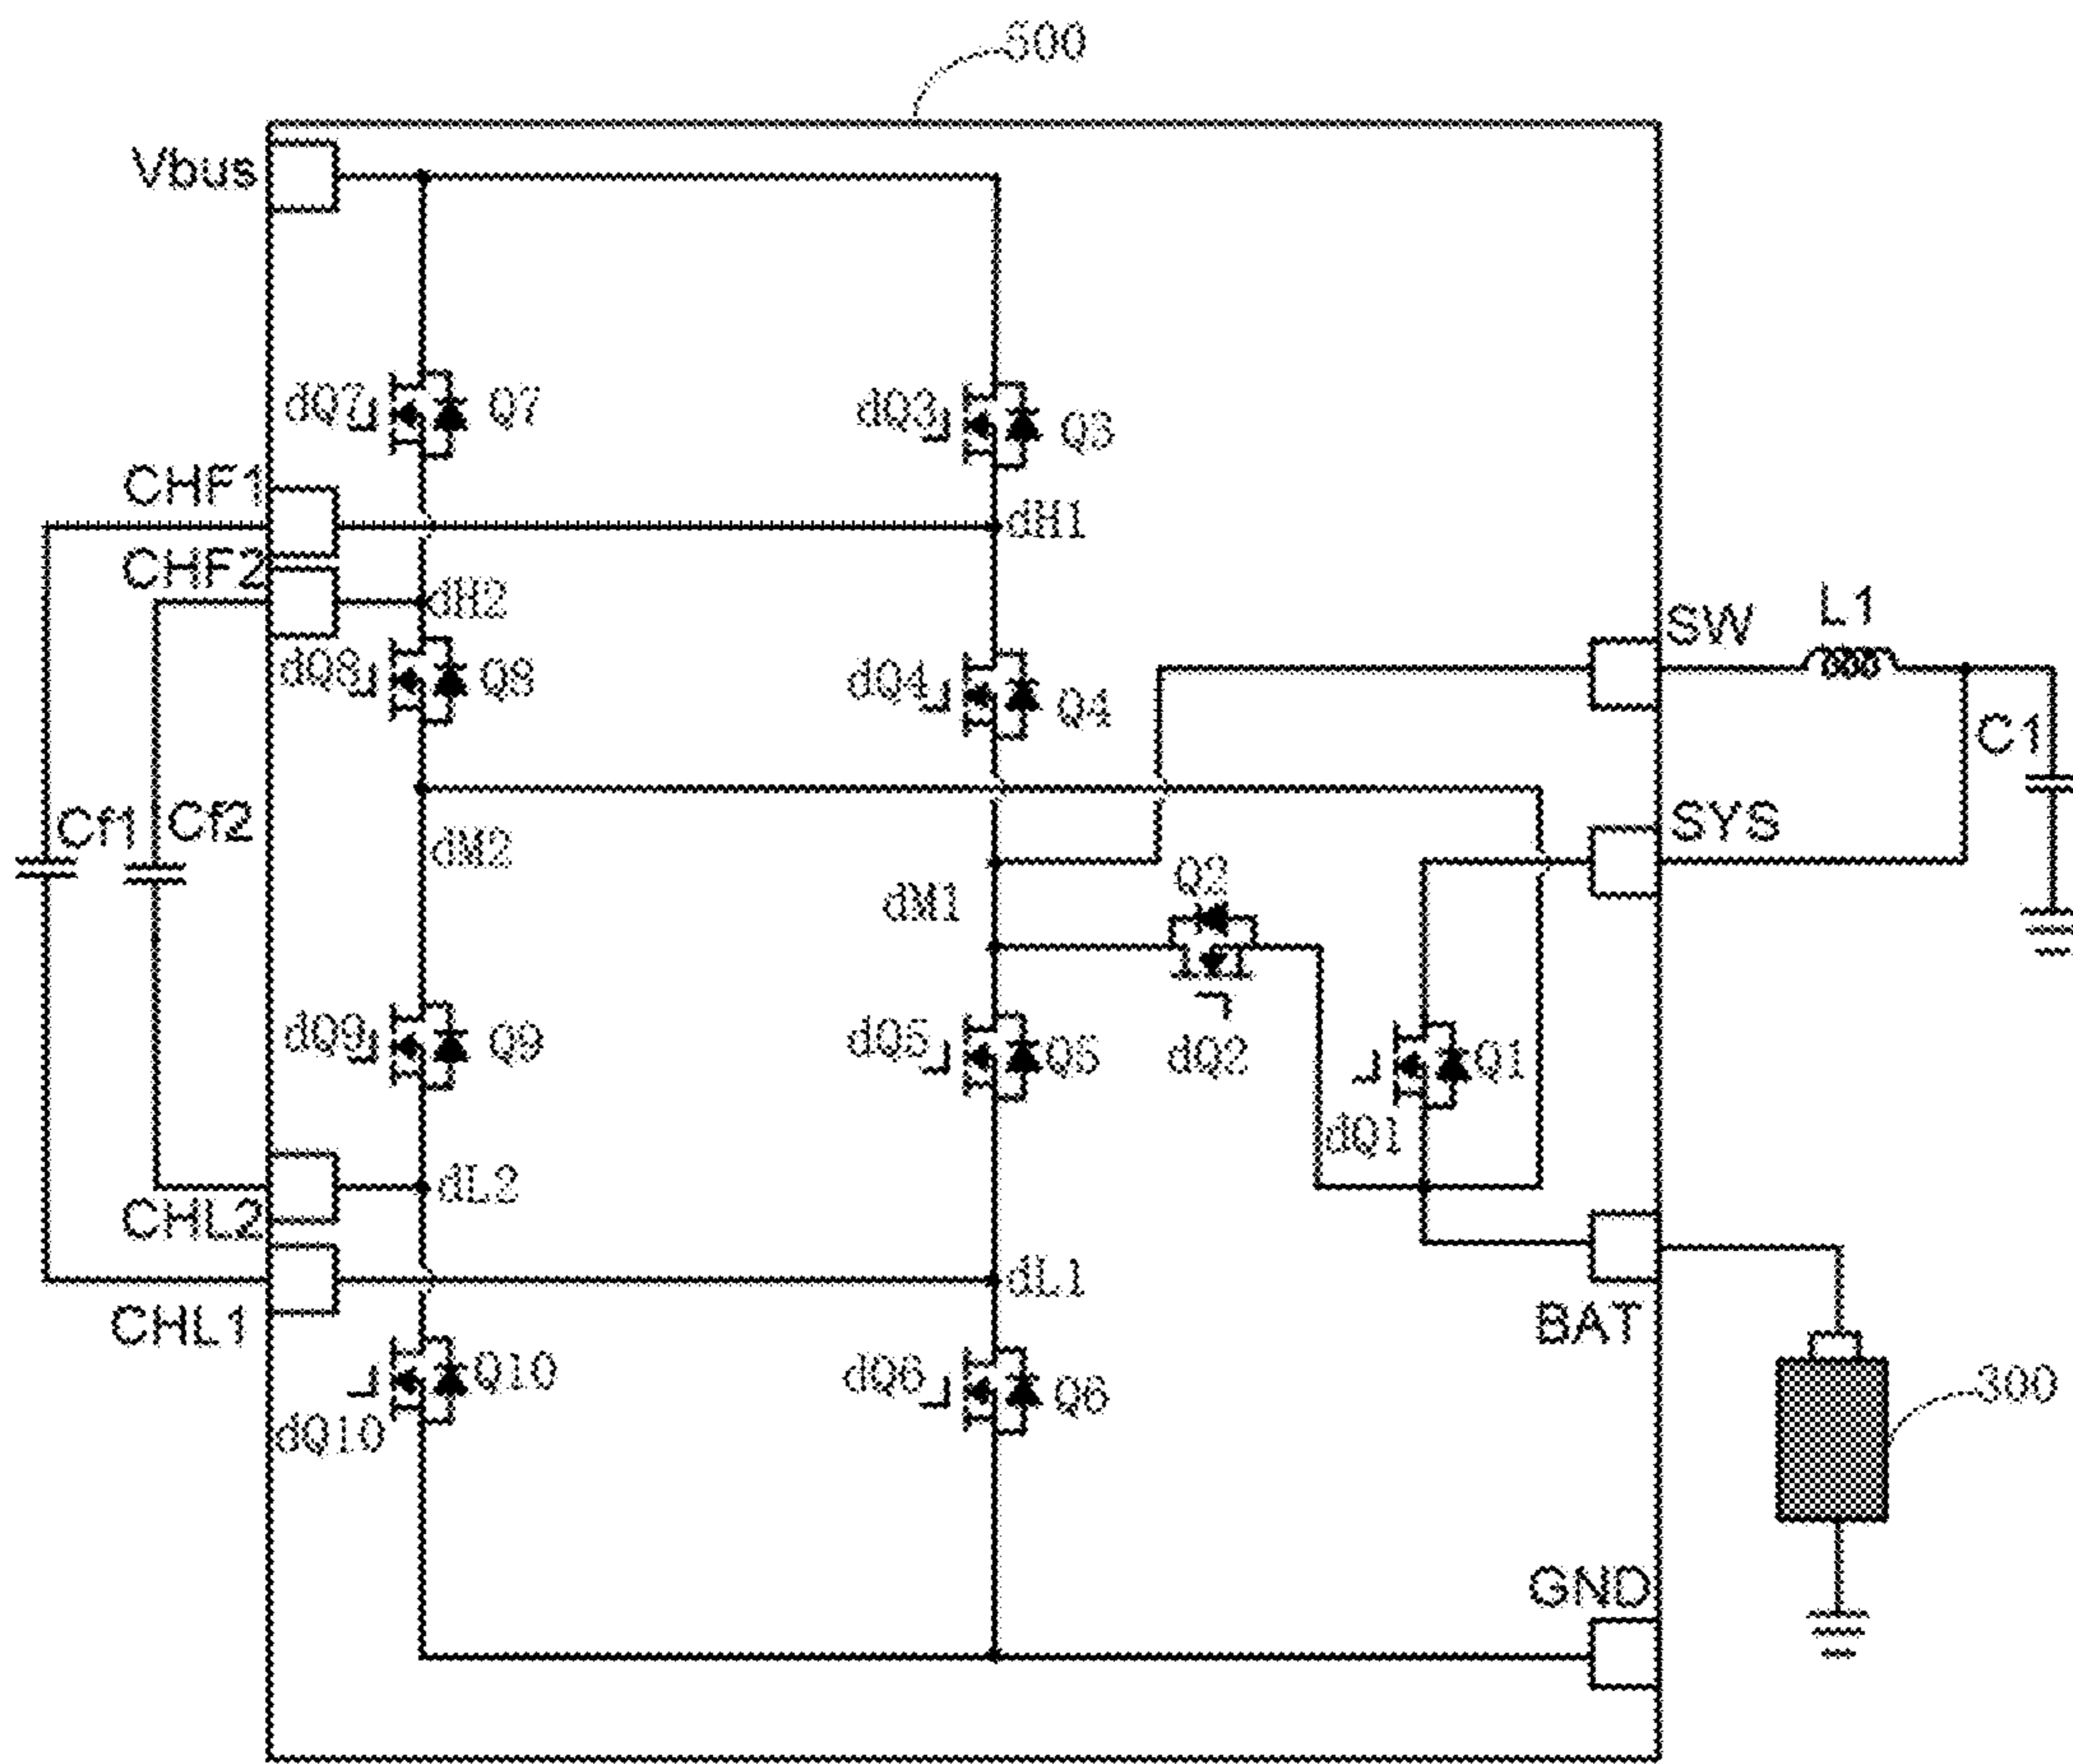 500
Vbus
dQ7
Q7
dQ3
Q3
CHF1
dH1
CHF2
dH2
SW
L1
dQ8
Q8
dQ4
Q4
C1
Cf1
Cf2
dM2
SYS
Q2
dM1
dQ9
Q9
dQ5
Q5
dQ2
Q1
dQ1
dL2
CHL2
dL1
CHL1
BAT
dQ10
Q10
dQ6
Q6
300
GND